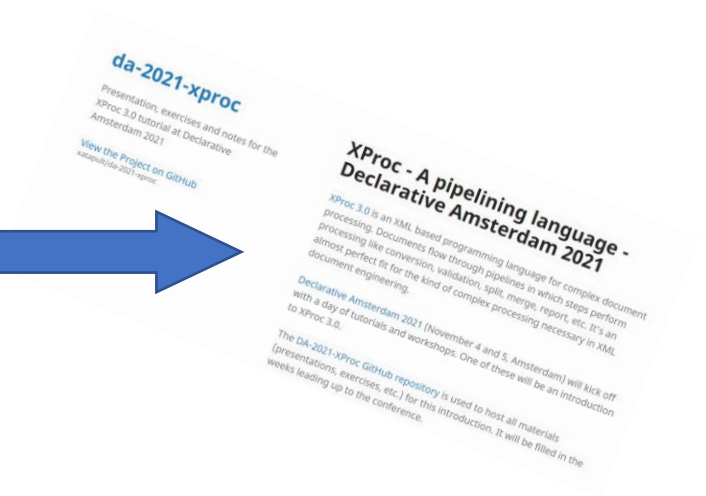 da-2021-xproc
Presentation, exercises and notes for the
XProc 3.0 tutorial at Declarative
Amsterdam 2021
View the Project on GitHub
xatapult/da-2021-xproc
XProc - A pipelining language -
Declarative Amsterdam 2021
XProc 3.0 is an XML based programming language for complex document
processing. Documents flow through pipelines in which steps perform
processing like conversion, validation, split, merge, report, etc. It's an
almost perfect fit for the kind of complex processing necessary in XML
document engineering.
Declarative Amsterdam 2021 (November 4 and 5, Amsterdam) will kick off
with a day of tutorials and workshops. One of these will be an introduction
to XProc 3.0.
The DA-2021-XProc GitHub repository is used to host all materials
(presentations, exercises, etc.) for this introduction. It will be filled in the
weeks leading up to the conference.